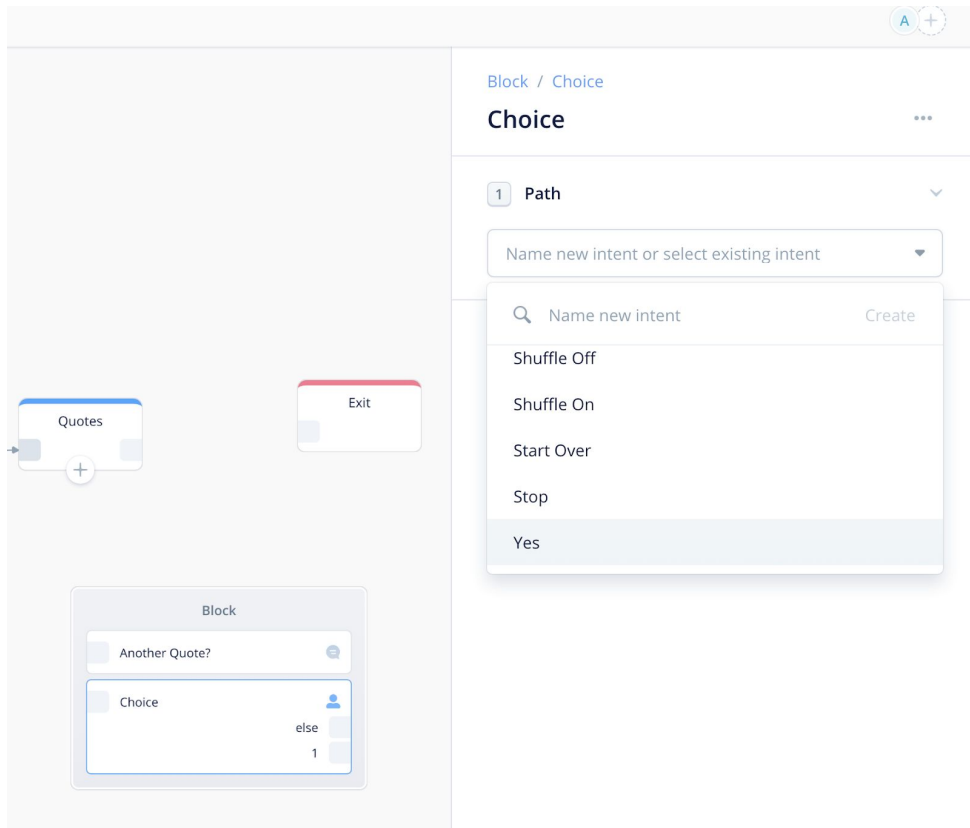 A
Block / Choice
Choice
1 Path
Name new intent or select existing intent
Name new intent Create
Shuffle Off
Shuffle On
Start Over
Stop
Yes
Exit
Quotes
Block
Another Quote?
Choice
else
1